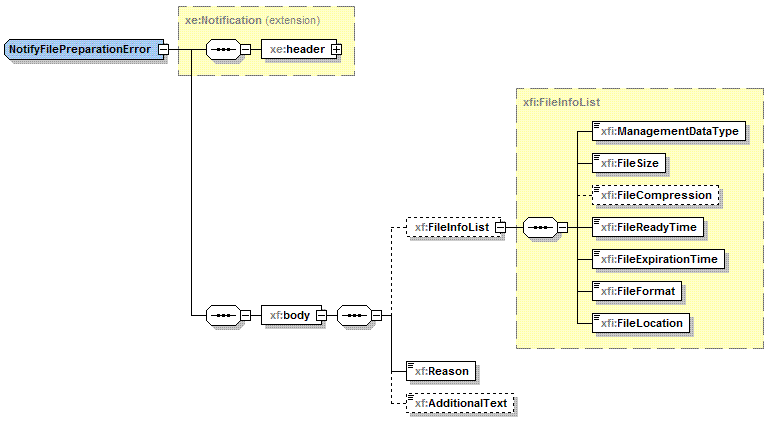 xe:Notification (extension)
NotifyFilePreparationError
xe:header
xfi:FileInfoList
xfi:ManagementDataType
xfi:FileSize
xfi:FileCompression
xf:FileInfoList
xfi:FileReadyTime
xfi:FileExpirationTime
xfi:FileFormat
xf:body
xfi:FileLocation
xf:Reason
xf:AdditionalText